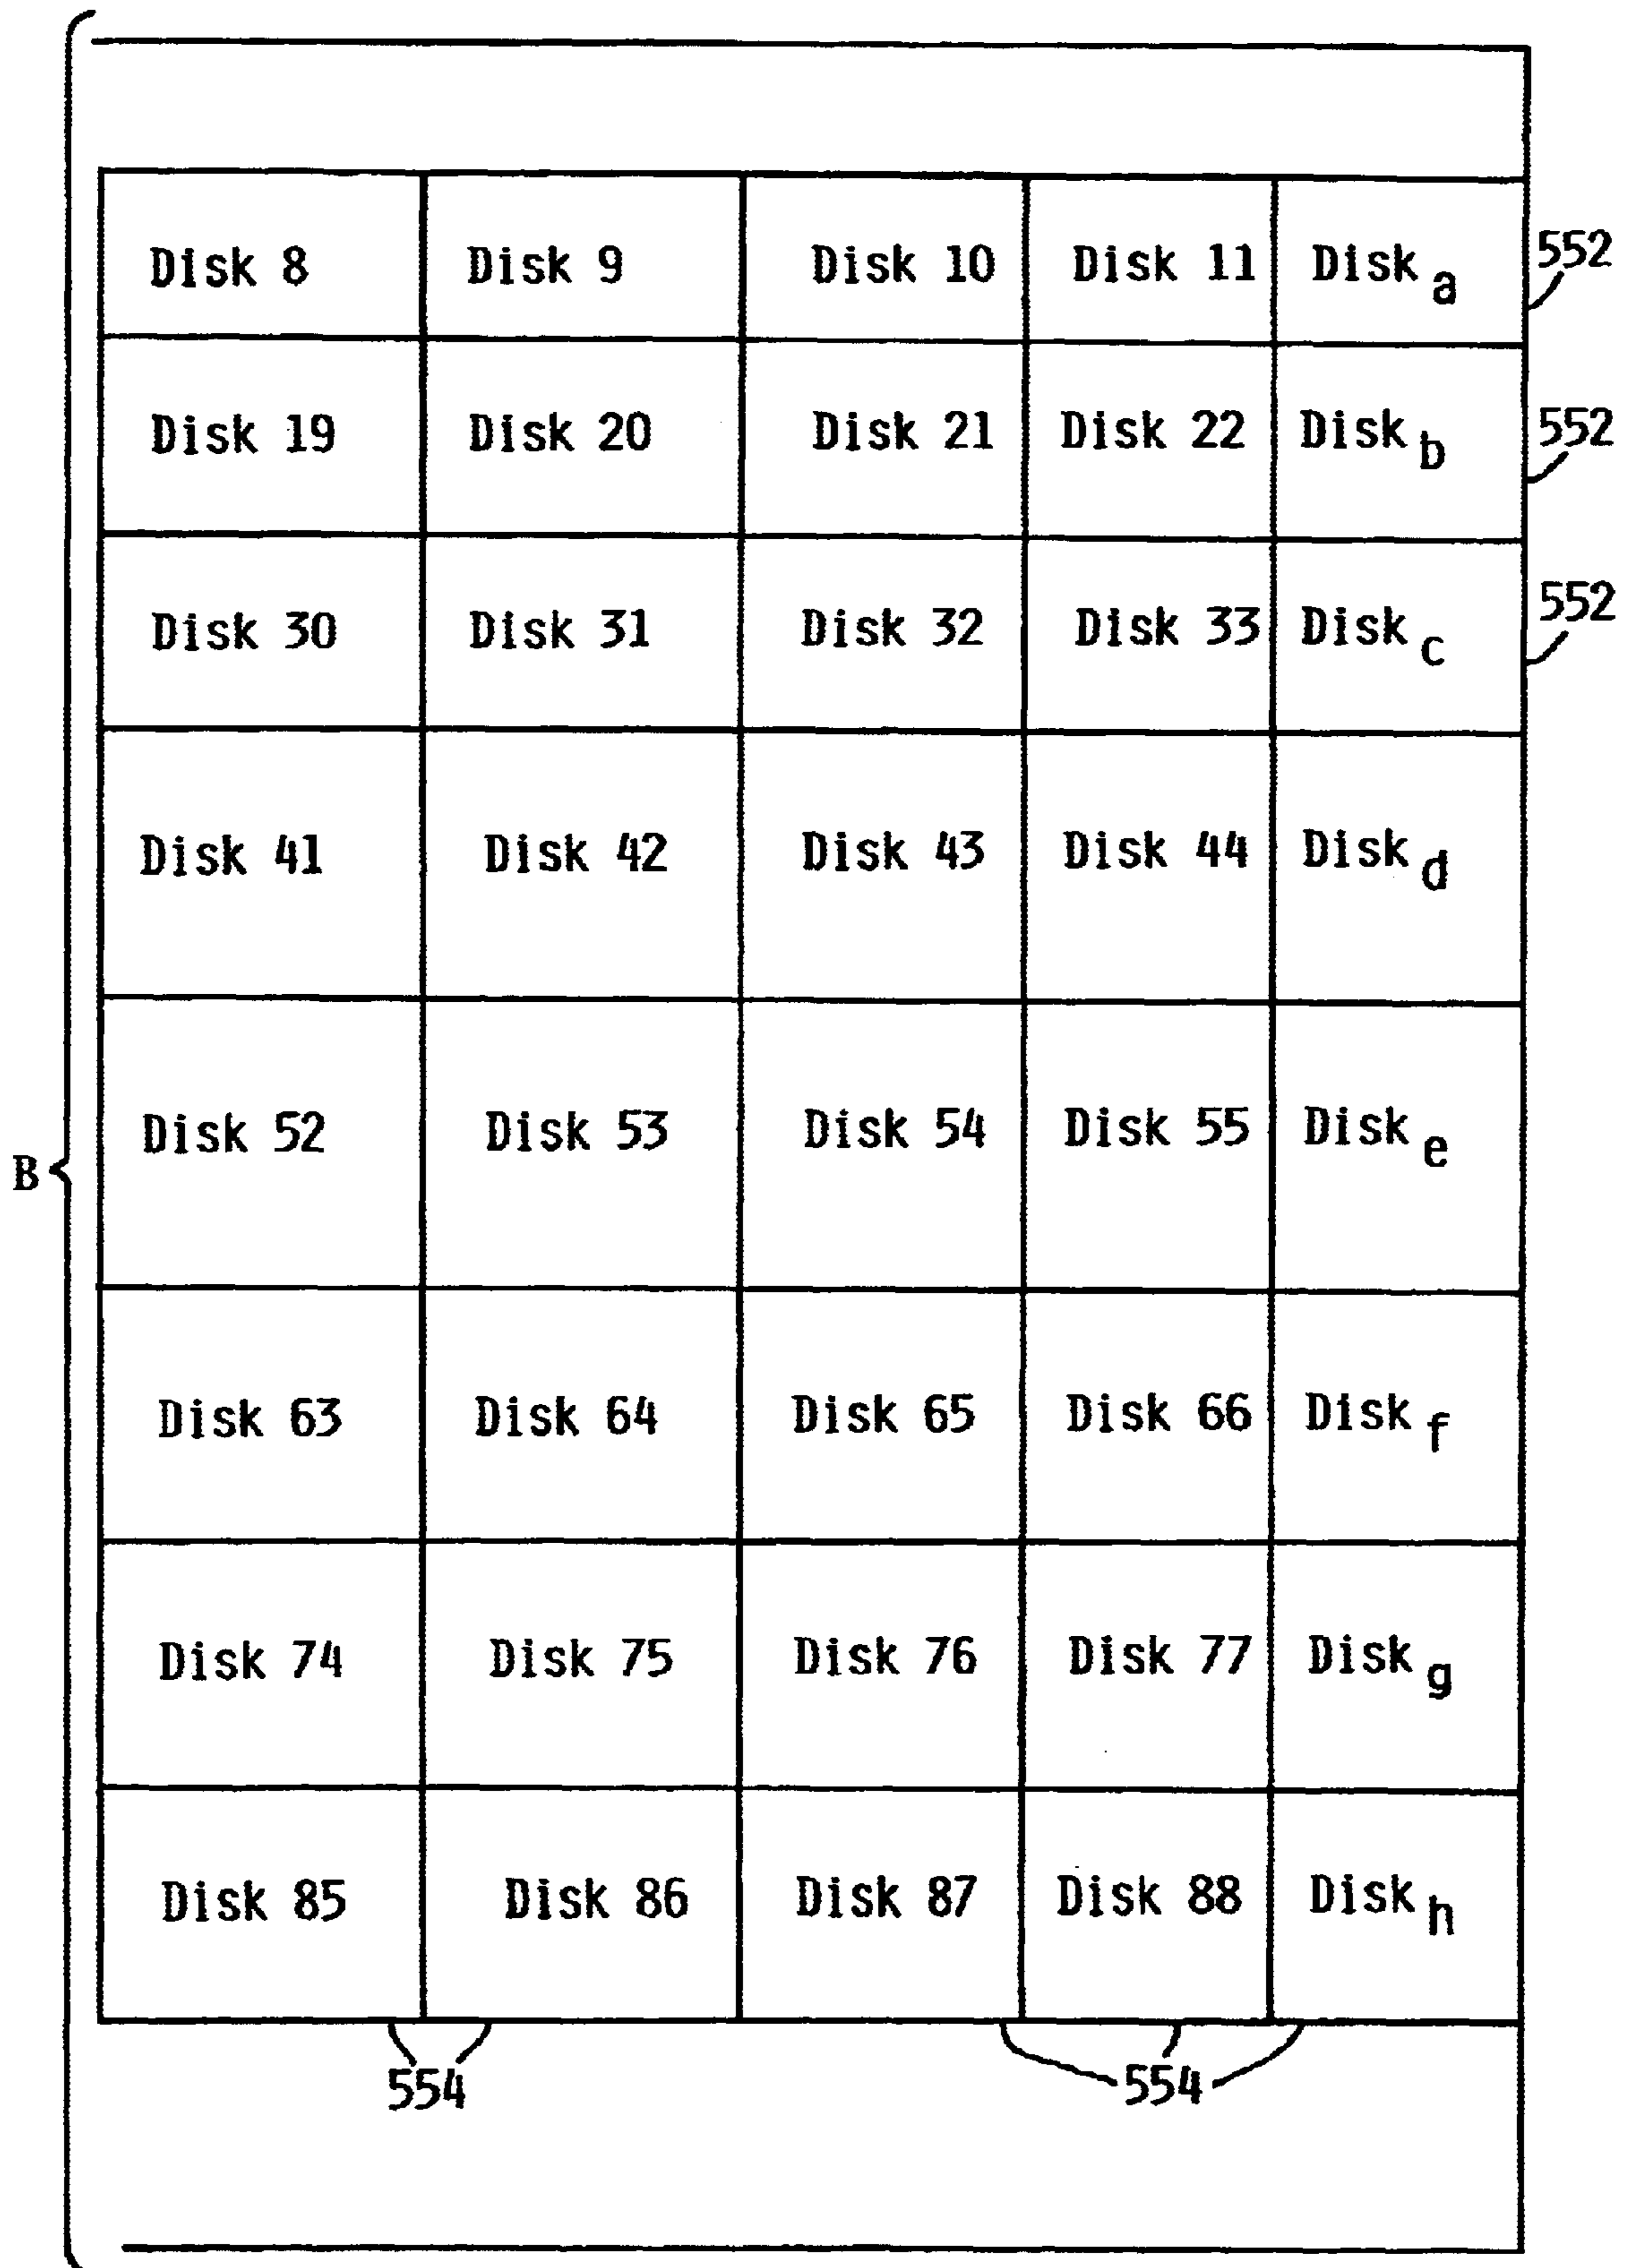 Disk 8 Disk 9 Disk 10 Disk 11 Disk a 552
Disk 19 Disk 20 Disk 21 Disk 22 Disk b 552
Disk 30 Disk 31 Disk 32 Disk 33 Disk c 552
Disk 41 Disk 42 Disk 43 Disk 44 Disk d
B
Disk 52 Disk 53 Disk 54 Disk 55 Disk e
Disk 63 Disk 64 Disk 65 Disk 66 Disk f
Disk 74 Disk 75 Disk 76 Disk 77 Disk g
Disk 85 Disk 86 Disk 87 Disk 88 Disk h
554 554